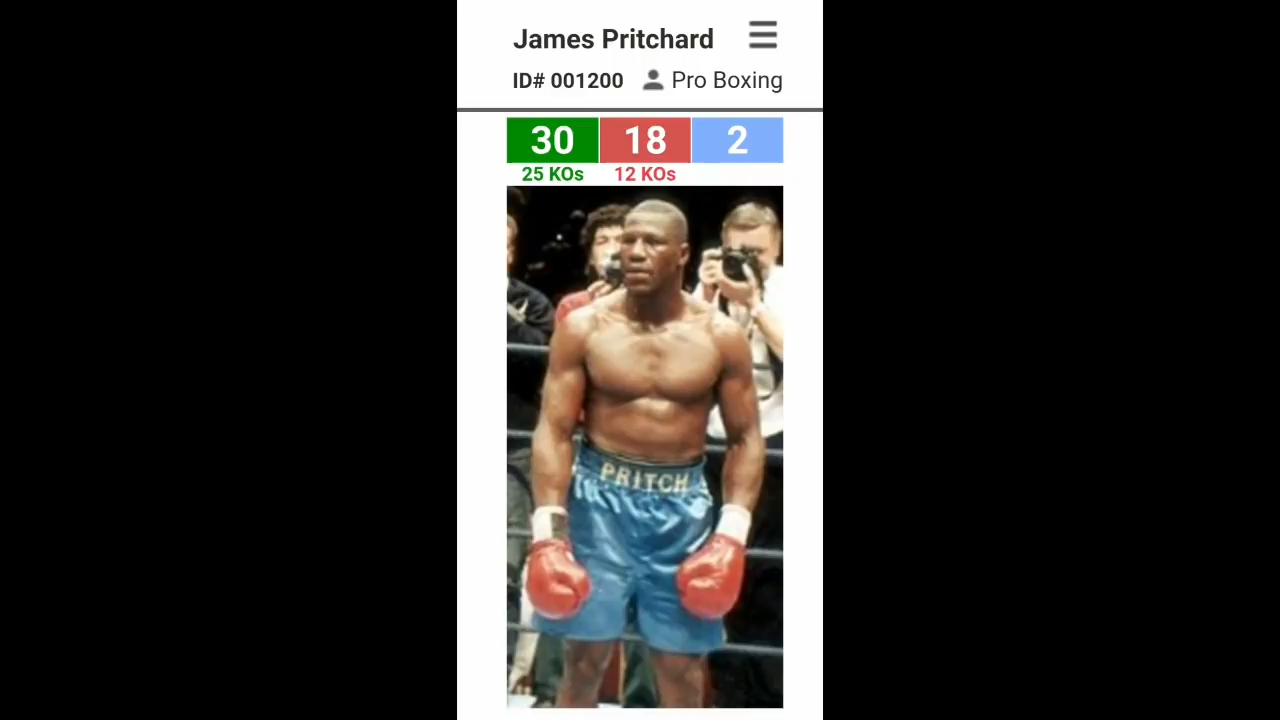 James Pritchard
ID# 001200 Pro Boxing
30 18 2
25 KOs 12 KOs
PRITCH